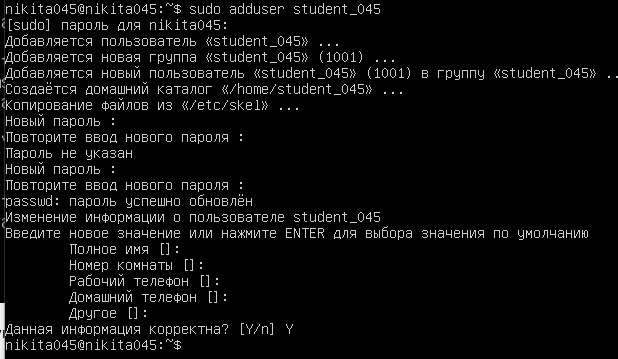 nikita045@nikita045:~$ sudo adduser student_045
[sudo] пароль для nikita045:
Добавляется пользователь «student_045» ...
Добавляется новая группа «student_045» (1001) ...
Добавляется новый пользователь «student_045» (1001) в группу «student_045» ..
Создаётся домашний каталог «/home/student_045» ...
Копирование файлов из «/etc/skel» ...
Новый пароль :
Повторите ввод нового пароля :
Пароль не указан
Новый пароль :
Повторите ввод нового пароля :
passwd: пароль успешно обновлён
Изменение информации о пользователе student_045
Введите новое значение или нажмите ENTER для выбора значения по умолчанию
Полное имя []:
Номер комнаты []:
Рабочий телефон []:
Домашний телефон []:
Другое []:
Данная информация корректна? [Y/n] Y
nikita045@nikita045:~$